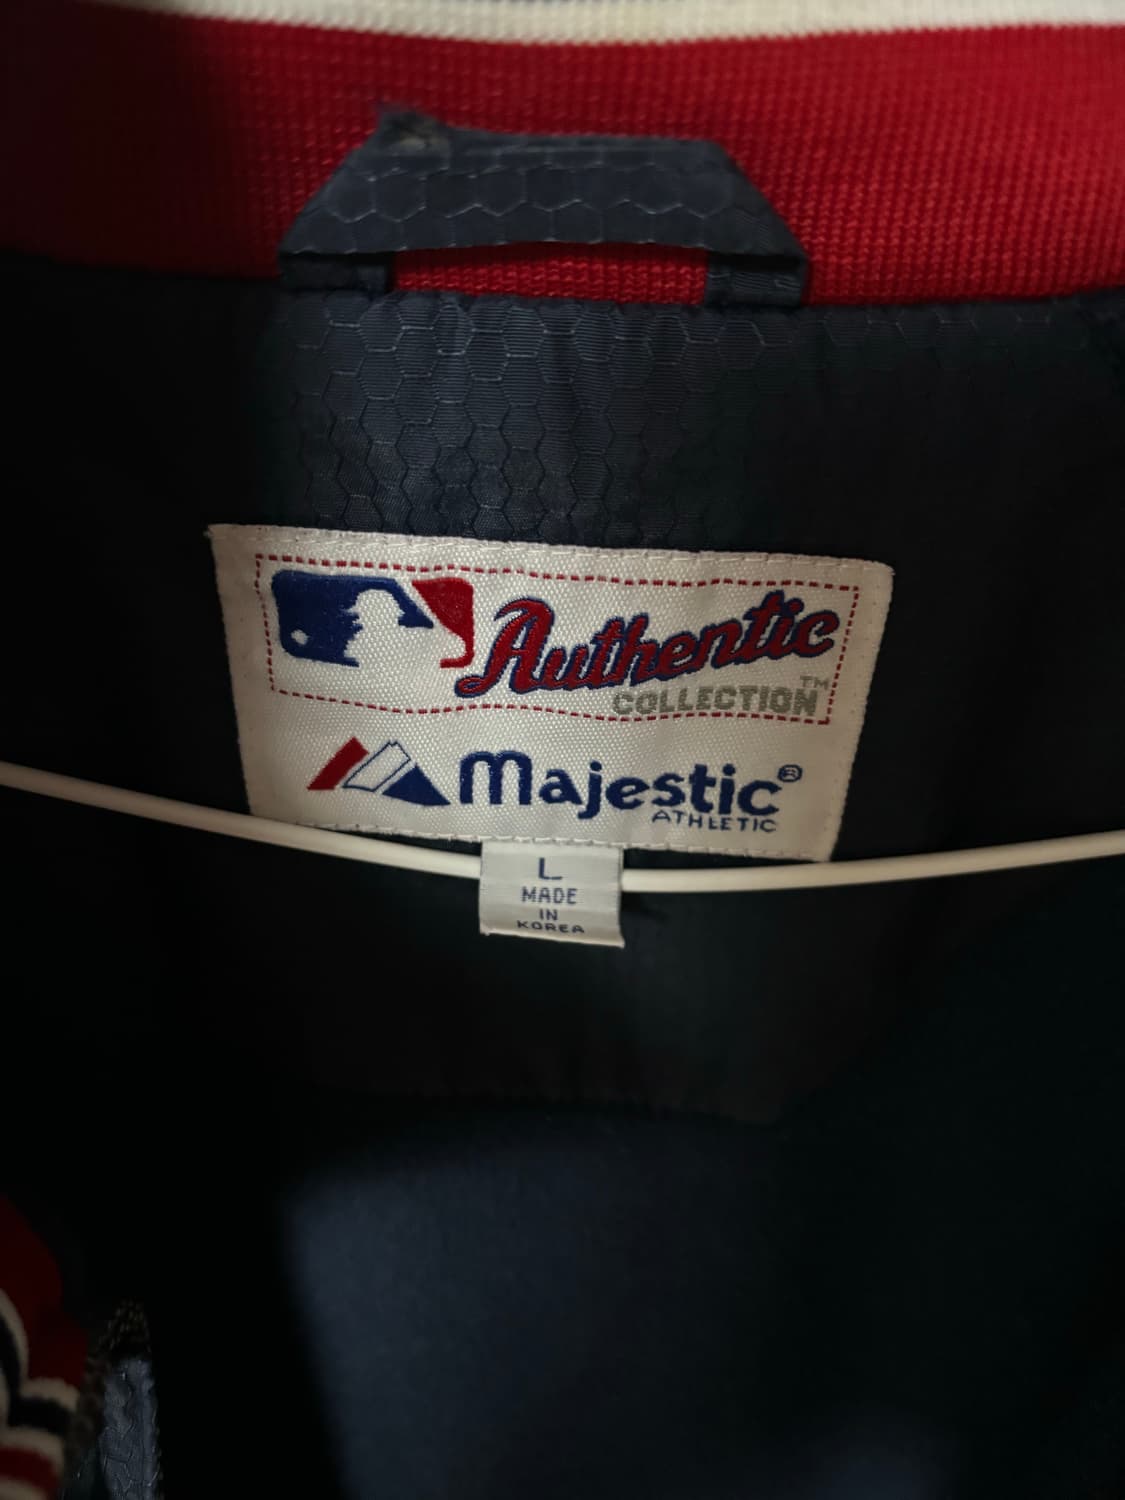 Authentic
COLLECTION™
Majestic®
ATHLETIC
L
MADE
IN
KOREA